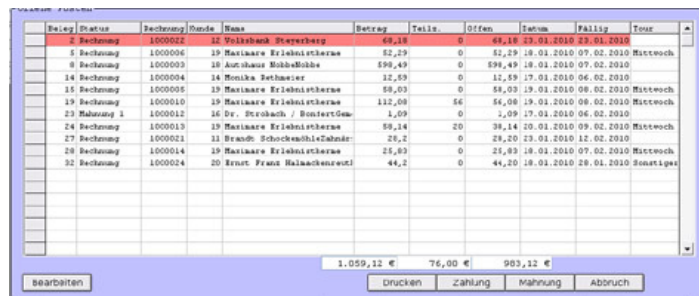 Offene Posten
Beleg Status Rechnung Kunde Name Betrag Teilz. Offen Datum Fällig Tour
2 Rechnung 1000022 12 Volksbank Steyerberg 68,18 0 68,18 23.01.2010 23.01.2010
5 Rechnung 1000006 19 Maximare Erlebnistherme 52,29 0 52,29 18.01.2010 07.02.2010 Mittwoch
8 Rechnung 1000003 18 Autohaus NobbeNobbe 598,49 0 598,49 18.01.2010 07.02.2010
14 Rechnung 1000004 14 Monika Rethmeier 12,59 0 12,59 17.01.2010 06.02.2010
15 Rechnung 1000005 19 Maximare Erlebnistherme 58,03 0 58,03 19.01.2010 08.02.2010 Mittwoch
19 Rechnung 1000010 19 Maximare Erlebnistherme 112,08 56 56,08 19.01.2010 08.02.2010 Mittwoch
23 Mahnung 1 1000012 16 Dr. Strobach / 1,09 0 1,09 17.01.2010 06.02.2010
24 Rechnung 1000013 19 Maximare Erlebnistherme 58,14 20 38,14 20.01.2010 09.02.2010 Mittwoch
27 Rechnung 1000021 11 Brandt 28,2 0 28,20 23.01.2010 12.02.2010
28 Rechnung 1000014 19 Maximare Erlebnistherme 25,83 0 25,83 18.01.2010 07.02.2010 Mittwoch
32 Rechnung 1000024 20 Ernst Franz 44,2 0 44,20 18.01.2010 28.01.2010 Sonstiges
1.059,12 € 76,00 € 983,12 €
Bearbeiten Drucken Zahlung Mahnung Abbruch